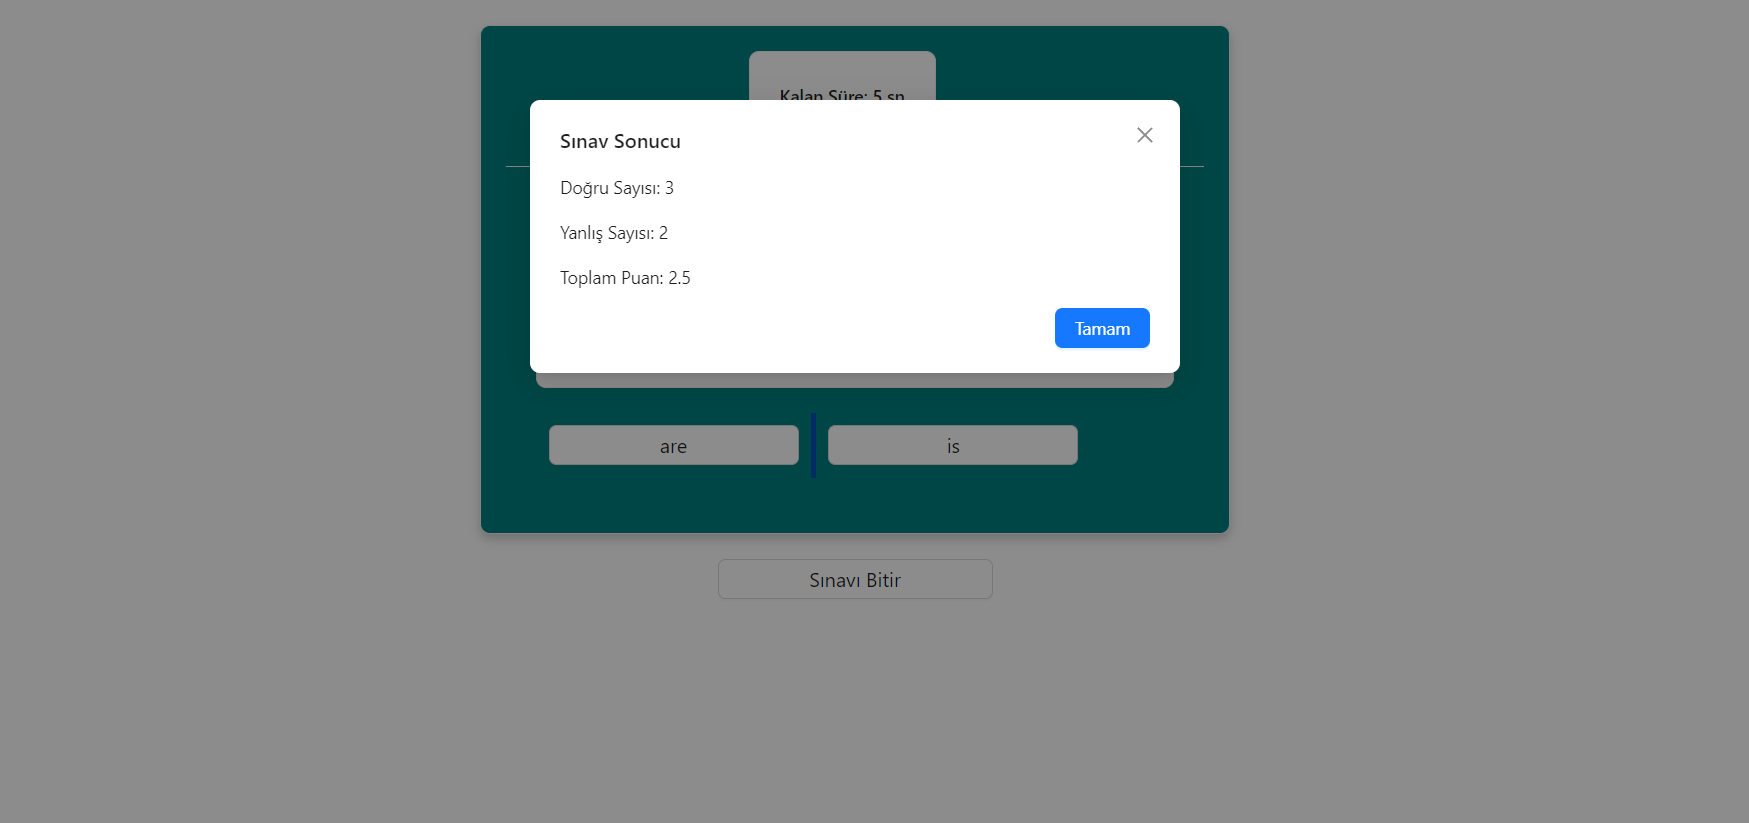 Kalan Süre: 5 sn
Sınav Sonucu
Doğru Sayısı: 3
Yanlış Sayısı: 2
Toplam Puan: 2.5
Tamam
are
is
Sınavı Bitir